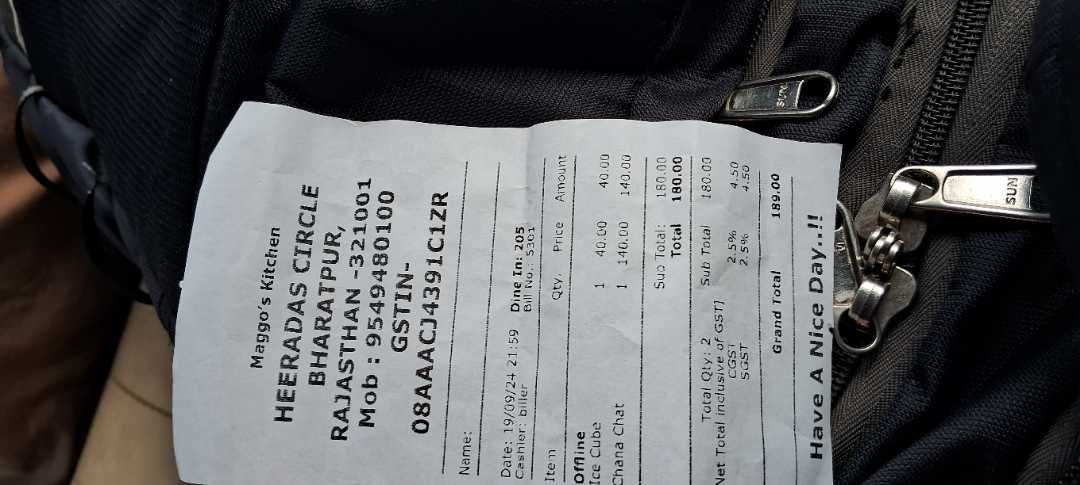 Maggo's Kitchen
HEERADAS CIRCLE
BHARATPUR,
RAJASTHAN -321001
Mob : 9549480100
GSTIN-
08AAACJ4391C1ZR
Name:
Date: 19/09/24 21:59 Dine In: 205
Cashier: biller Bill No.: 5301
Item Qty. Price Amount
Offline
Ice Cube 1 40.00 40.00
Chana Chat 1 140.00 140.00
Sub Total: 180.00
Total 180.00
Total Qty: 2 Sub Total 180.00
Net Total inclusive of GST)
CGST 2.5% 4.50
SGST 2.5% 4.50
Grand Total 189.00
Have A Nice Day..!!
SUN
SUN